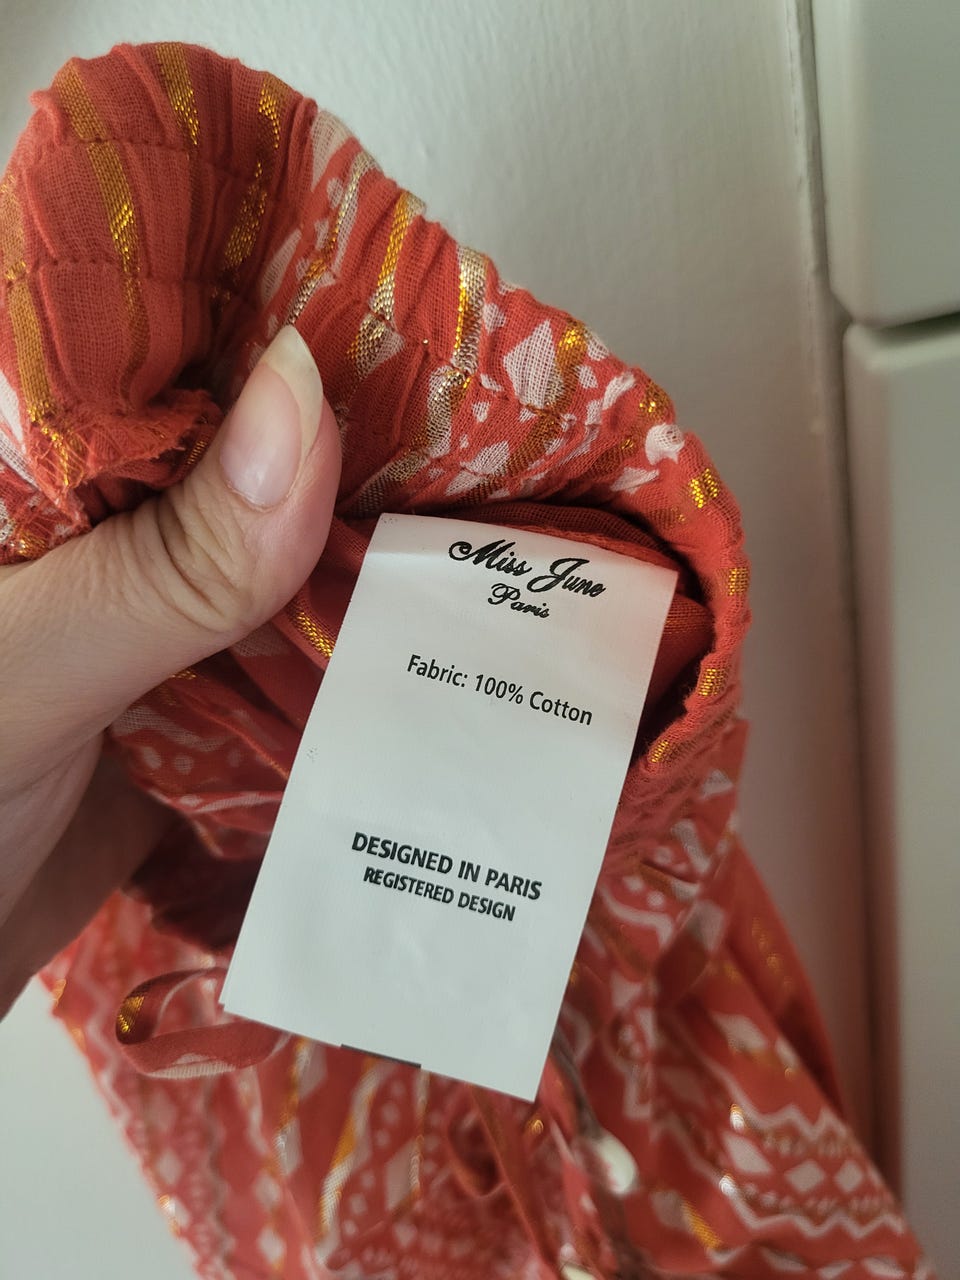 Miss June
Paris
Fabric: 100% Cotton
DESIGNED IN PARIS
REGISTERED DESIGN